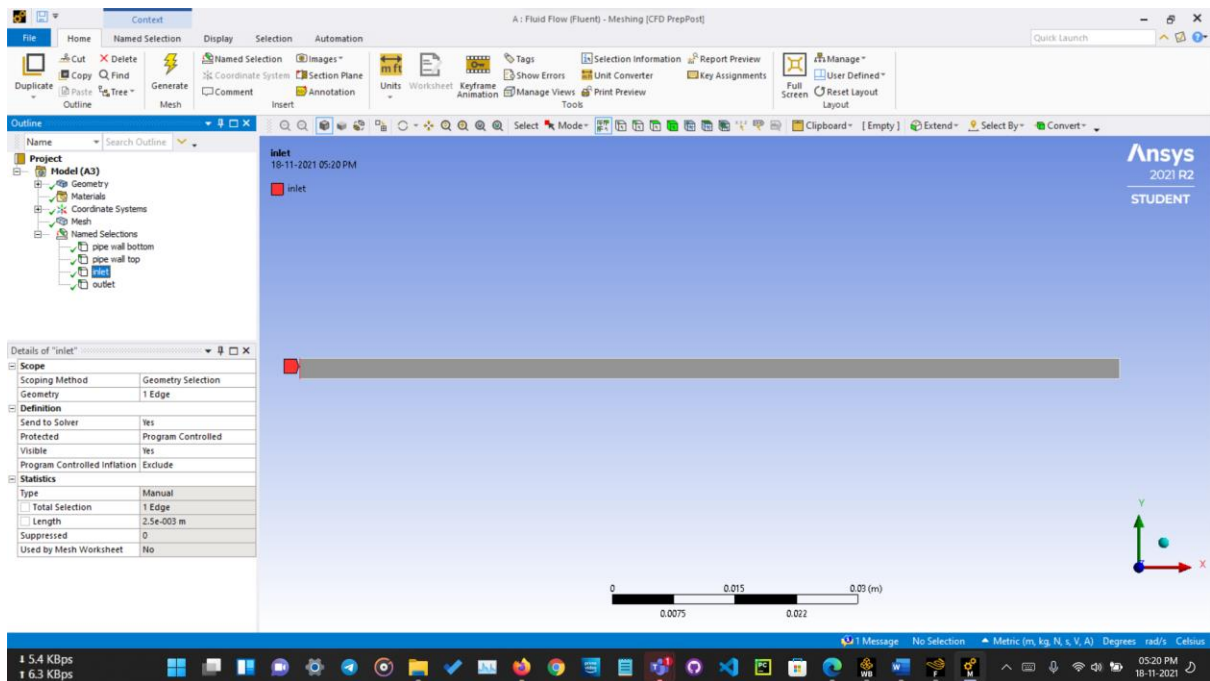 Context
A : Fluid Flow (Fluent) - Meshing [CFD PrepPost]
File Home Named Selection Display Selection Automation
Quick Launch
Duplicate
Cut
Copy
Paste
Delete
Find
Tree
Outline
Generate
Mesh
Named Selection
Coordinate System
Comment
Images
Section Plane
Annotation
Insert
Units
Worksheet
Keyframe Animation
Tags
Show Errors
Manage Views
Selection Information
Unit Converter
Print Preview
Report Preview
Key Assignments
Tools
Full Screen
Manage
User Defined
Reset Layout
Layout
Outline
Select Mode
Clipboard [ Empty ] Extend Select By Convert
Name Search Outline
Project
Model (A3)
Geometry
Materials
Coordinate Systems
Mesh
Named Selections
pipe wall bottom
pipe wall top
inlet
outlet
inlet
18-11-2021 05:20 PM
inlet
Ansys
2021 R2
STUDENT
Details of "inlet"
Scope
Scoping Method Geometry Selection
Geometry 1 Edge
Definition
Send to Solver Yes
Protected Program Controlled
Visible Yes
Program Controlled Inflation Exclude
Statistics
Type Manual
Total Selection 1 Edge
Length 2.5e-003 m
Suppressed 0
Used by Mesh Worksheet No
0 0.015 0.03 (m)
0.0075 0.022
Y
X
1 Message No Selection Metric (m, kg, N, s, V, A) Degrees rad/s Celsius
5.4 KBps
6.3 KBps
05:20 PM
18-11-2021